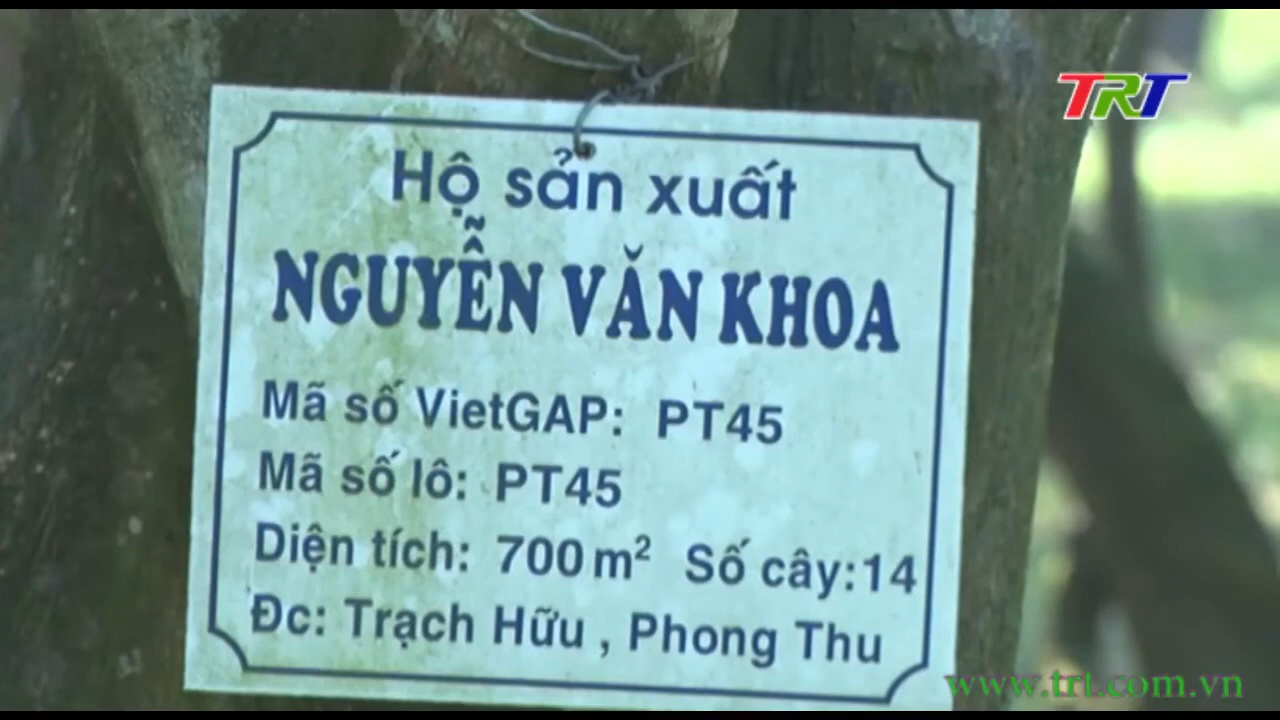 TRT
Hộ sản xuất
NGUYỄN VĂN KHOA
Mã số VietGAP: PT45
Mã số lô: PT45
Diện tích: 700 m² Số cây: 14
Đc: Trạch Hữu , Phong Thu
www.trt.com.vn